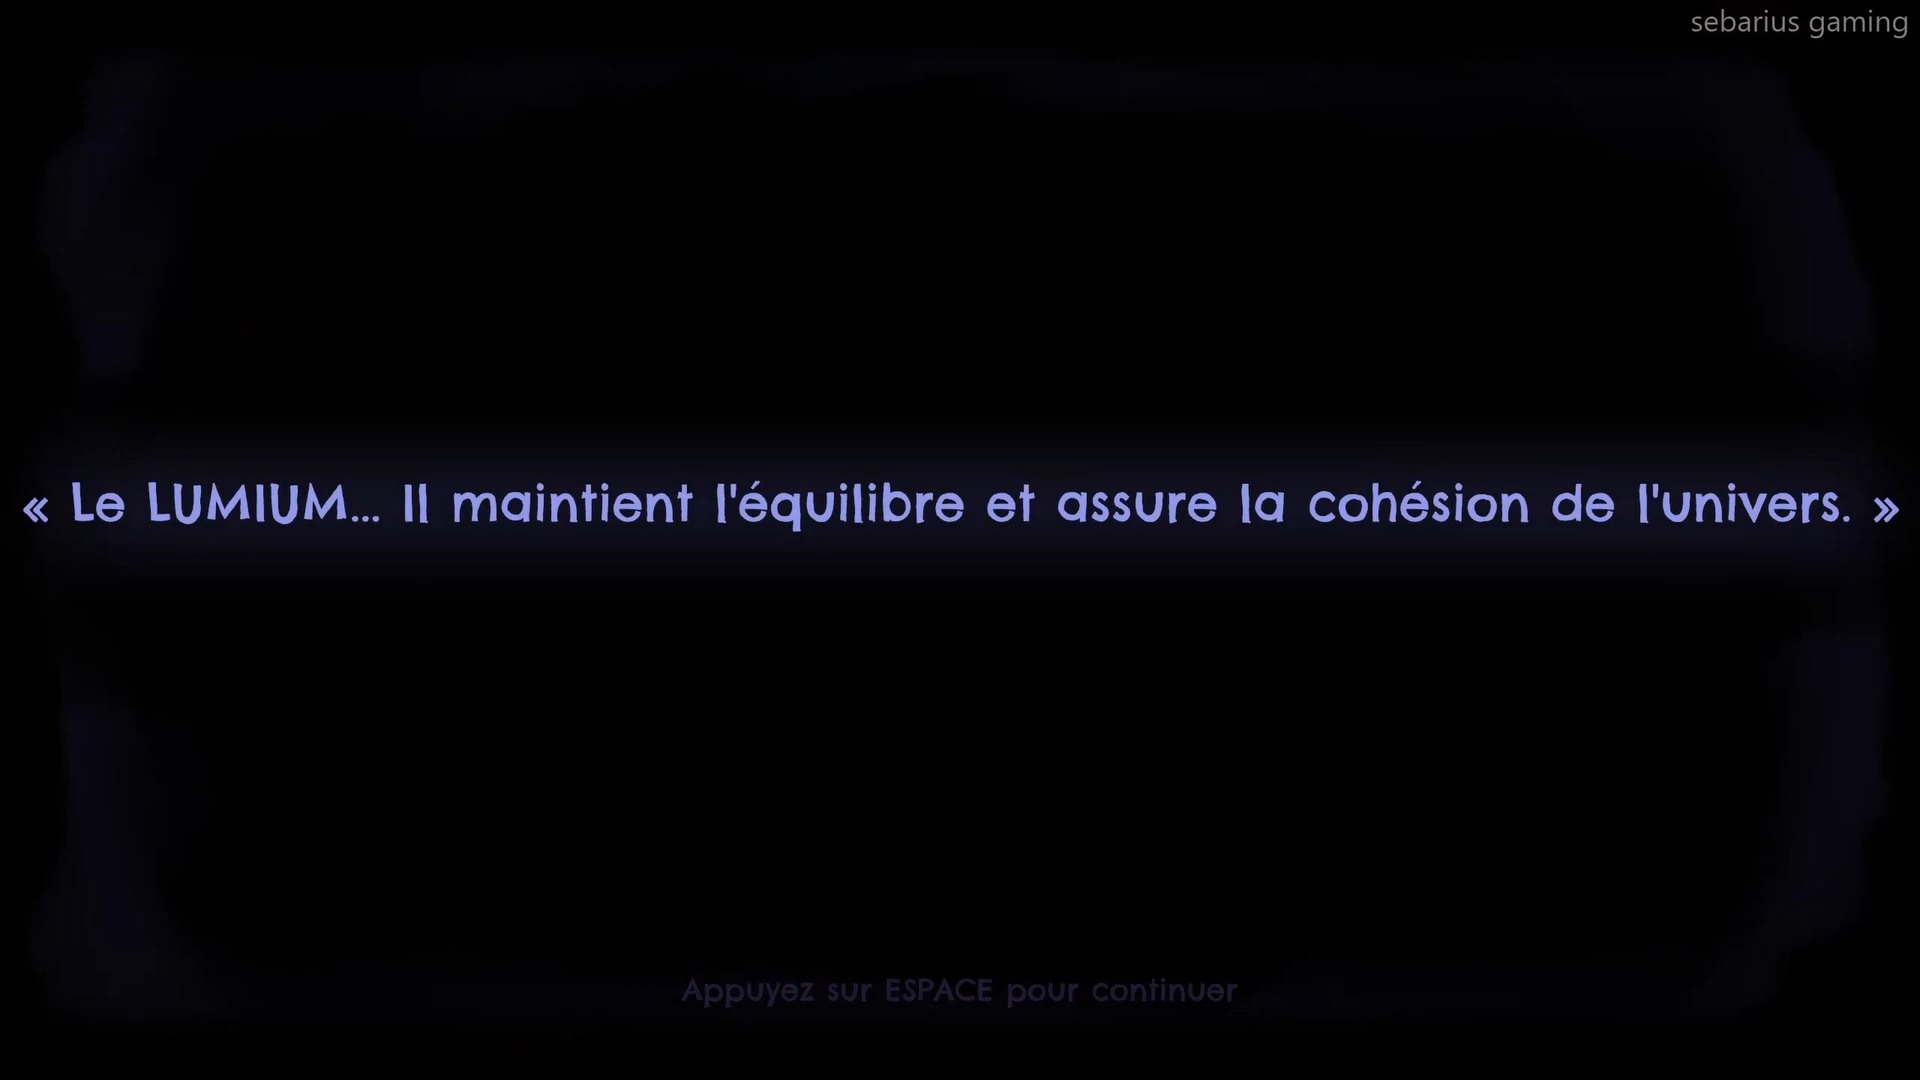 sebarius gaming
« Le LUMIUM... Il maintient l'équilibre et assure la cohésion de l'univers. »
Appuyez sur ESPACE pour continuer